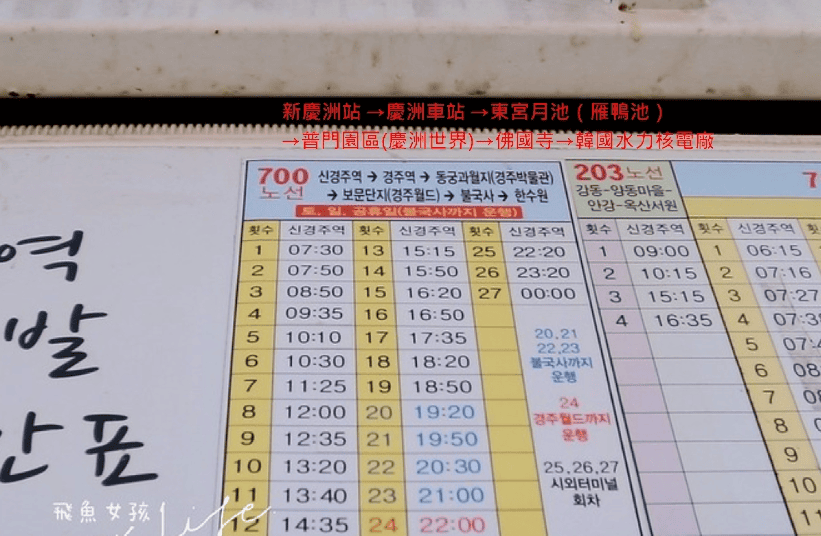 新慶洲站 →慶洲車站 →東宮月池（雁鴨池）
→普門園區(慶洲世界)→佛國寺→韓國水力核電廠
700 노선 신경주역 → 경주역 → 동궁과월지(경주박물관)
→ 보문단지(경주월드) → 불국사 → 한수원
토, 일, 공휴일(불국사까지 운행)
횟수 신경주역 횟수 신경주역 횟수 신경주역
1 07:30 13 15:15 25 22:20
2 07:50 14 15:50 26 23:20
3 08:50 15 16:20 27 00:00
4 09:35 16 16:50
5 10:10 17 17:35
6 10:30 18 18:20
7 11:25 19 18:50
8 12:00 20 19:20
9 12:35 21 19:50
10 13:20 22 20:30
11 13:40 23 21:00
12 14:35 24 22:00
20,21
22,23
불국사까지
운행
24
경주월드까지
운행
25,26,27
시외터미널
회차
203 노선
강동-양동마을-
안강-옥산서원
횟수 신경주역
1 09:00
2 10:15
3 15:15
4 16:35
7
횟수 신경주역
1 06:15
2 07:16
3 07:27
4 07:3
5 07:4
6 08
7 08
8 0
9
10
11
역
발
간표
飛魚女孩
Life